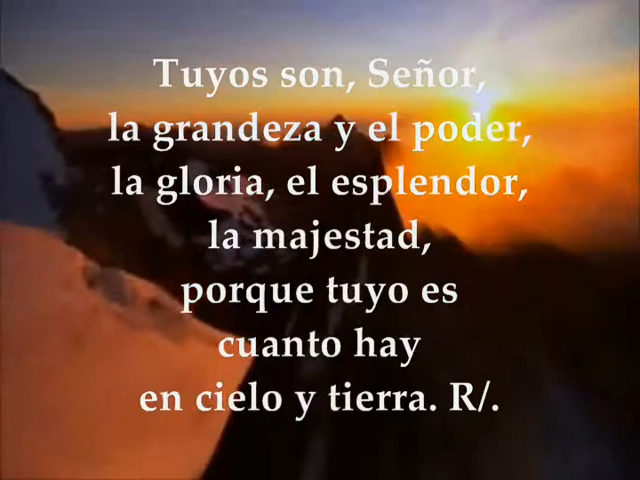 Tuyos son, Señor,
la grandeza y el poder,
la gloria, el esplendor,
la majestad,
porque tuyo es
cuanto hay
en cielo y tierra. R/.